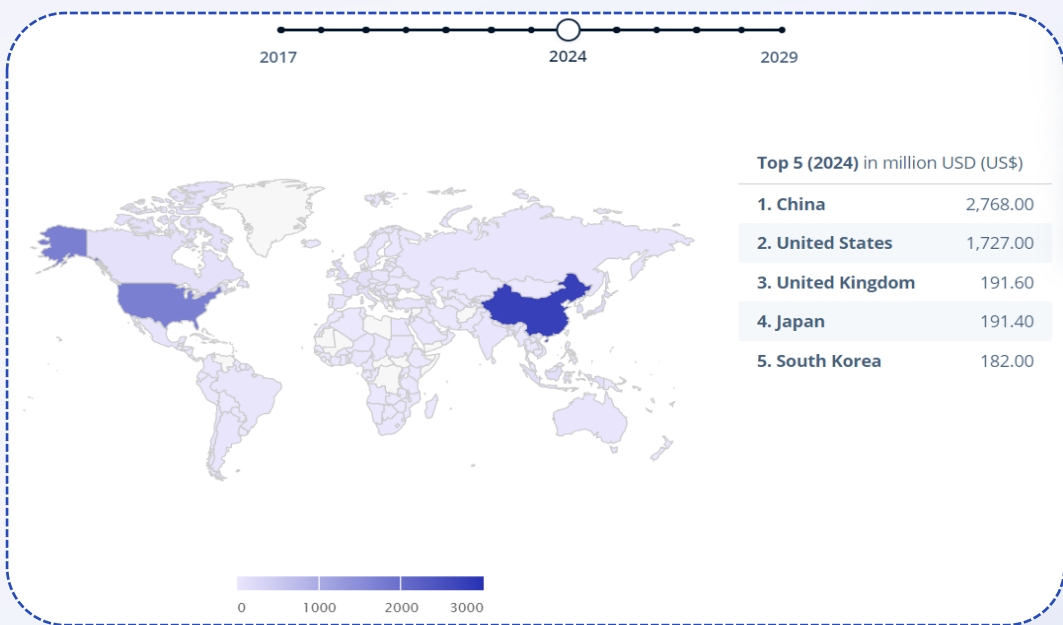 2017 2024 2029
Top 5 (2024) in million USD (US$)
1. China 2,768.00
2. United States 1,727.00
3. United Kingdom 191.60
4. Japan 191.40
5. South Korea 182.00
0 1000 2000 3000